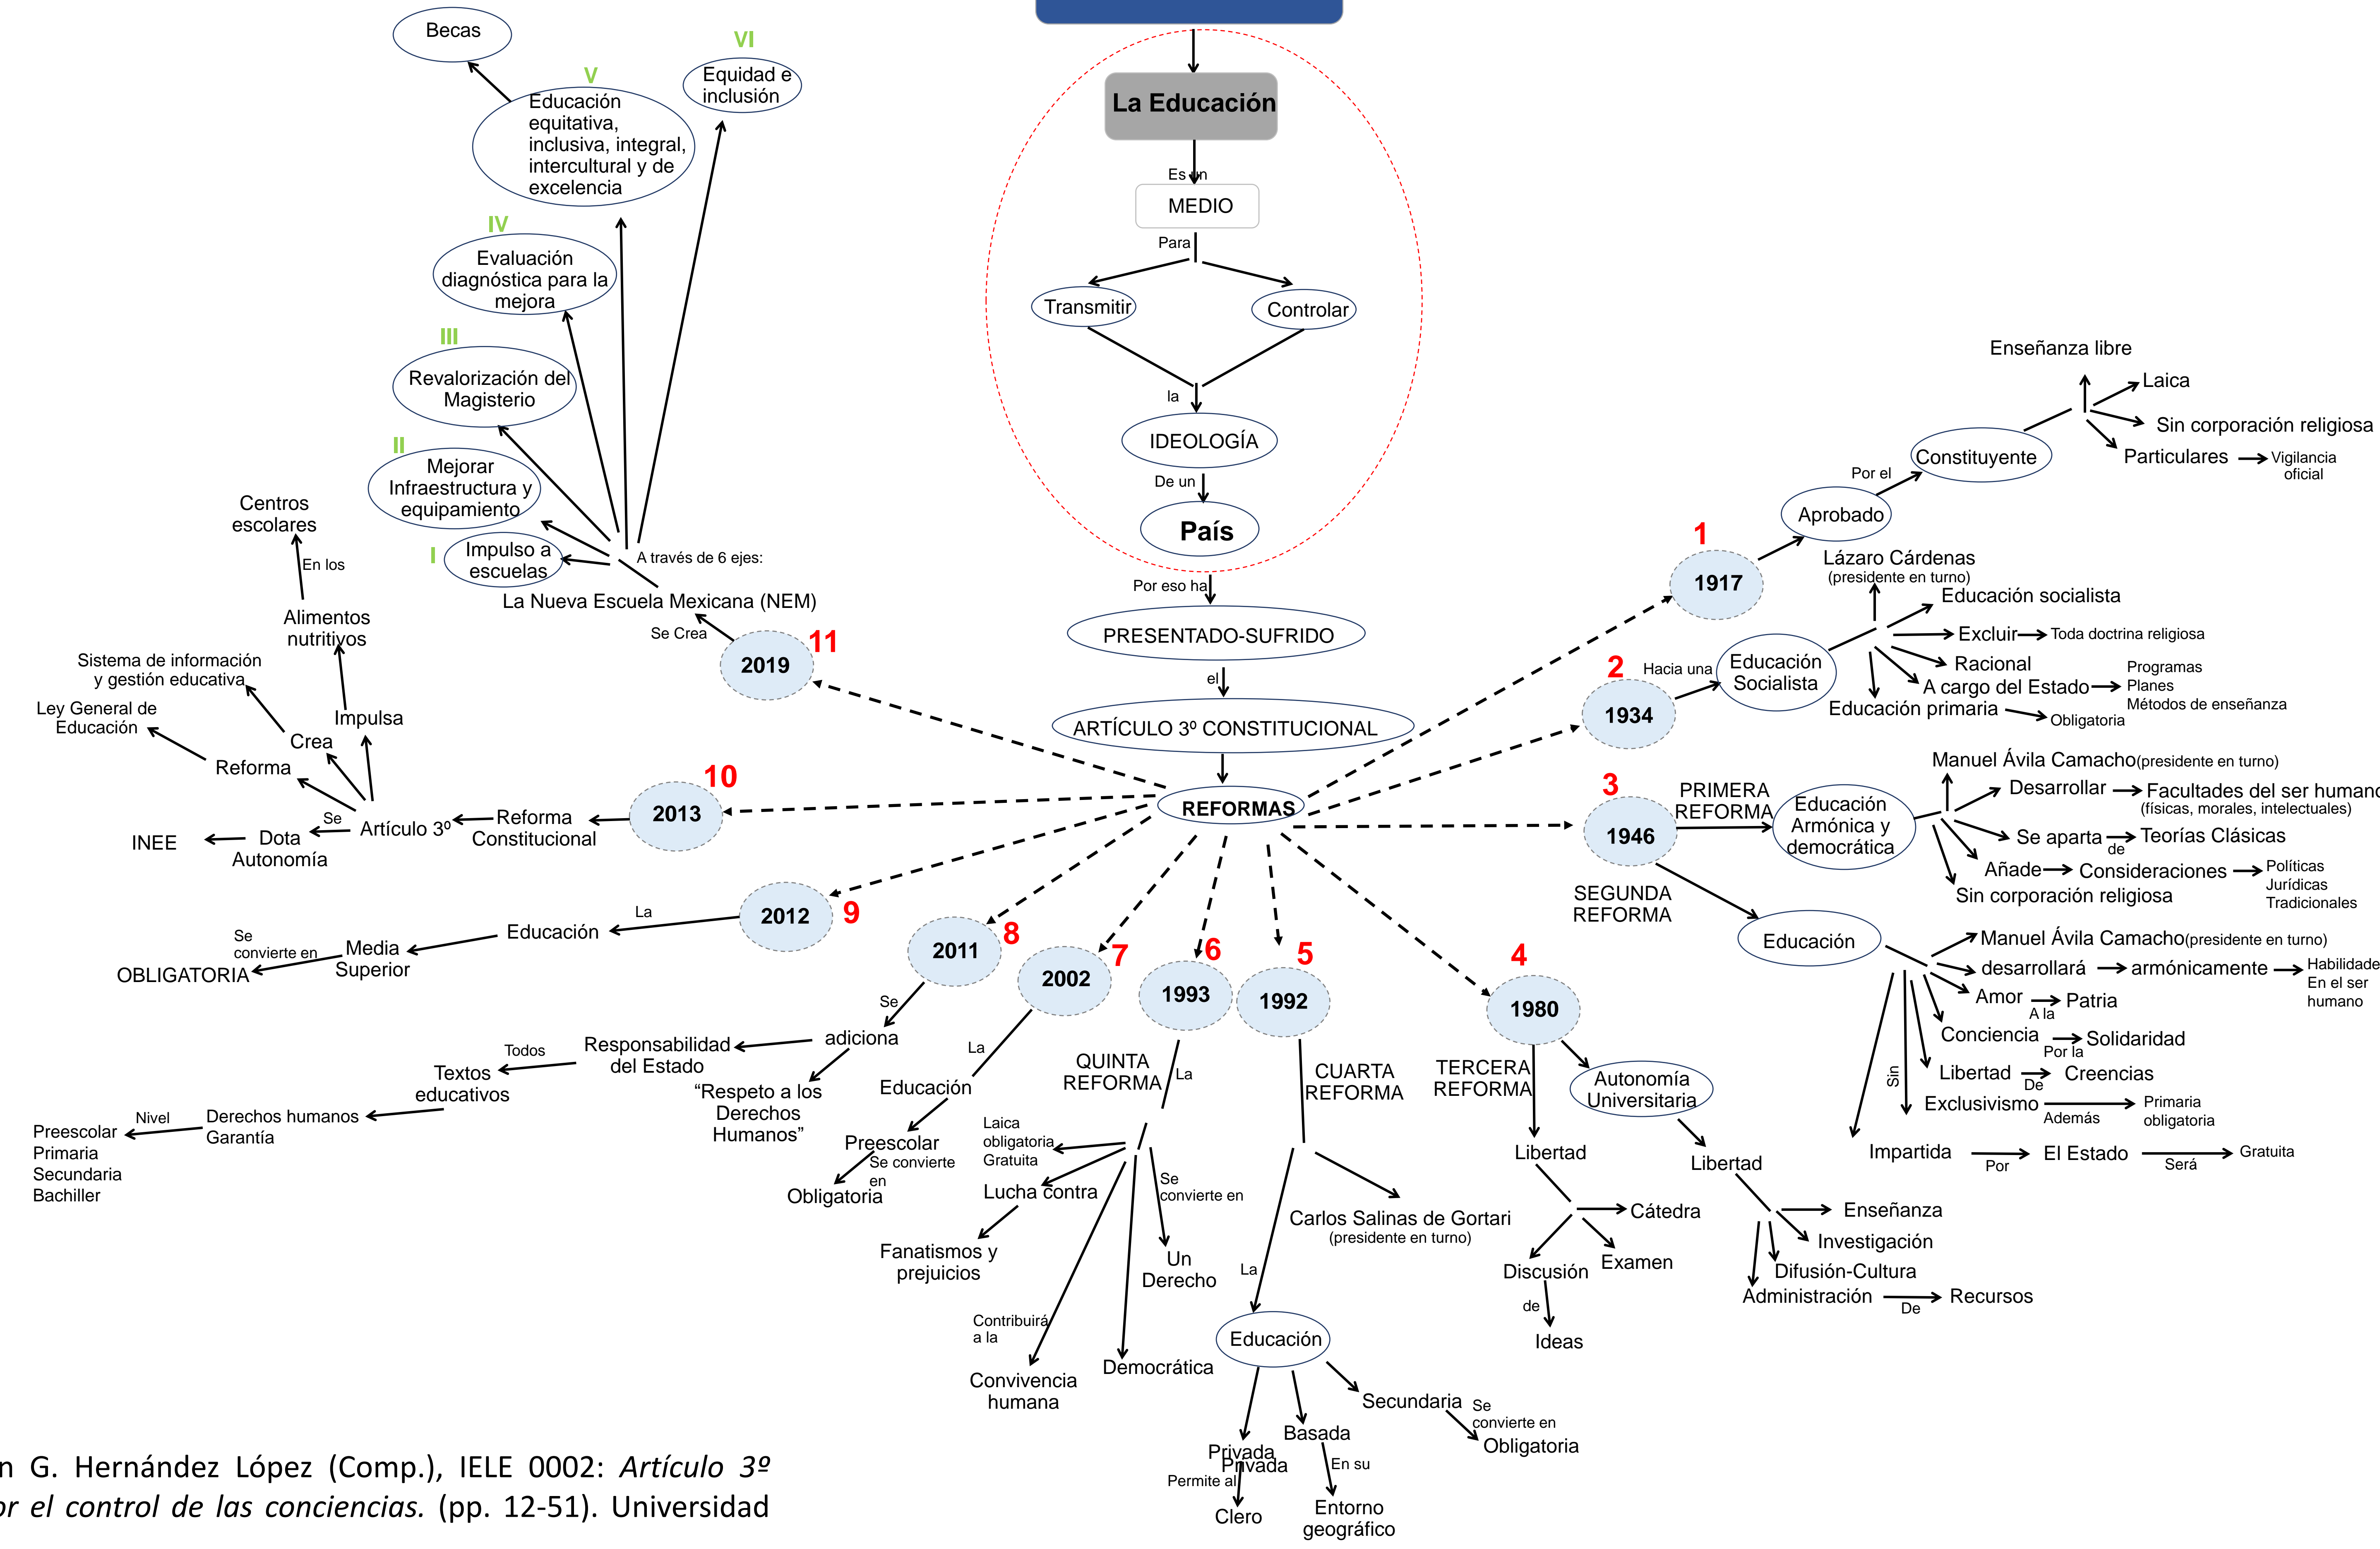 La Educación
Es un
MEDIO
Para
Transmitir
Controlar
la
IDEOLOGÍA
De un
País
Por eso ha
PRESENTADO-SUFRIDO
el
ARTÍCULO 3º CONSTITUCIONAL
REFORMAS
1
1917
Aprobado
Por el
Constituyente
Enseñanza libre
Laica
Sin corporación religiosa
Particulares
Vigilancia
oficial
2
1934
Hacia una
Educación
Socialista
Lázaro Cárdenas
(presidente en turno)
Educación socialista
Excluir
Toda doctrina religiosa
Racional
A cargo del Estado
Programas
Planes
Métodos de enseñanza
Educación primaria
Obligatoria
3
1946
PRIMERA
REFORMA
Educación
Armónica y
democrática
Manuel Ávila Camacho(presidente en turno)
Desarrollar
Facultades del ser humano
(físicas, morales, intelectuales)
Se aparta
de
Teorías Clásicas
Añade
Consideraciones
Políticas
Jurídicas
Tradicionales
Sin corporación religiosa
SEGUNDA
REFORMA
Educación
Manuel Ávila Camacho(presidente en turno)
desarrollará
armónicamente
Habilidade
En el ser
humano
Amor
A la
Patria
Conciencia
Por la
Solidaridad
Libertad
De
Creencias
Exclusivismo
Además
Primaria
obligatoria
Sin
Impartida
Por
El Estado
Será
Gratuita
4
1980
TERCERA
REFORMA
Autonomía
Universitaria
Libertad
Cátedra
Examen
Discusión
de
Ideas
Libertad
Enseñanza
Investigación
Difusión-Cultura
Administración
De
Recursos
5
1992
CUARTA
REFORMA
Carlos Salinas de Gortari
(presidente en turno)
La
Educación
Secundaria
Se
convierte en
Obligatoria
Basada
En su
Entorno
geográfico
Privada
Privada
Permite al
Clero
6
1993
QUINTA
REFORMA
La
Laica
obligatoria
Gratuita
Lucha contra
Fanatismos y
prejuicios
Contribuirá
a la
Convivencia
humana
Democrática
Se
convierte en
Un
Derecho
7
2002
La
Educación
Preescolar
Se convierte
en
Obligatoria
8
2011
Se
adiciona
“Respeto a los
Derechos
Humanos”
Responsabilidad
del Estado
Todos
Textos
educativos
Derechos humanos
Garantía
Nivel
Preescolar
Primaria
Secundaria
Bachiller
9
2012
La
Educación
Media
Superior
Se
convierte en
OBLIGATORIA
10
2013
Reforma
Constitucional
Artículo 3º
Se
Dota
Autonomía
INEE
Reforma
Ley General de
Educación
Crea
Sistema de información
y gestión educativa
Impulsa
Alimentos
nutritivos
En los
Centros
escolares
11
2019
Se Crea
La Nueva Escuela Mexicana (NEM)
A través de 6 ejes:
I
Impulso a
escuelas
II
Mejorar
Infraestructura y
equipamiento
III
Revalorización del
Magisterio
IV
Evaluación
diagnóstica para la
mejora
V
Educación
equitativa,
inclusiva, integral,
intercultural y de
excelencia
Becas
VI
Equidad e
inclusión
n G. Hernández López (Comp.), IELE 0002: Artículo 3º
or el control de las conciencias. (pp. 12-51). Universidad